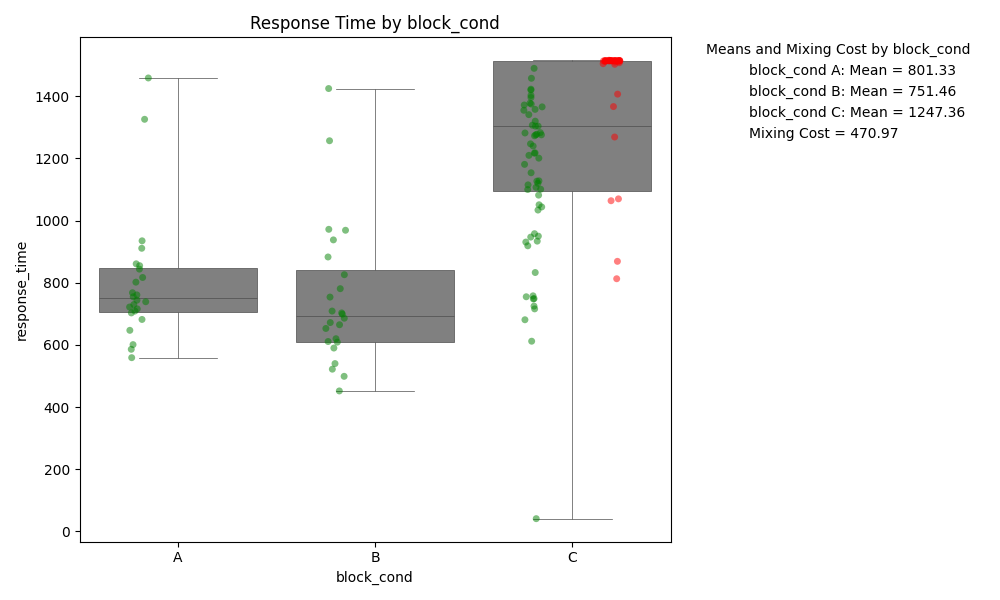 Response Time by block_cond
Means and Mixing Cost by block_cond
block_cond A: Mean = 801.33
block_cond B: Mean = 751.46
block_cond C: Mean = 1247.36
Mixing Cost = 470.97
response_time
1400
1200
1000
800
600
400
200
0
A B C
block_cond